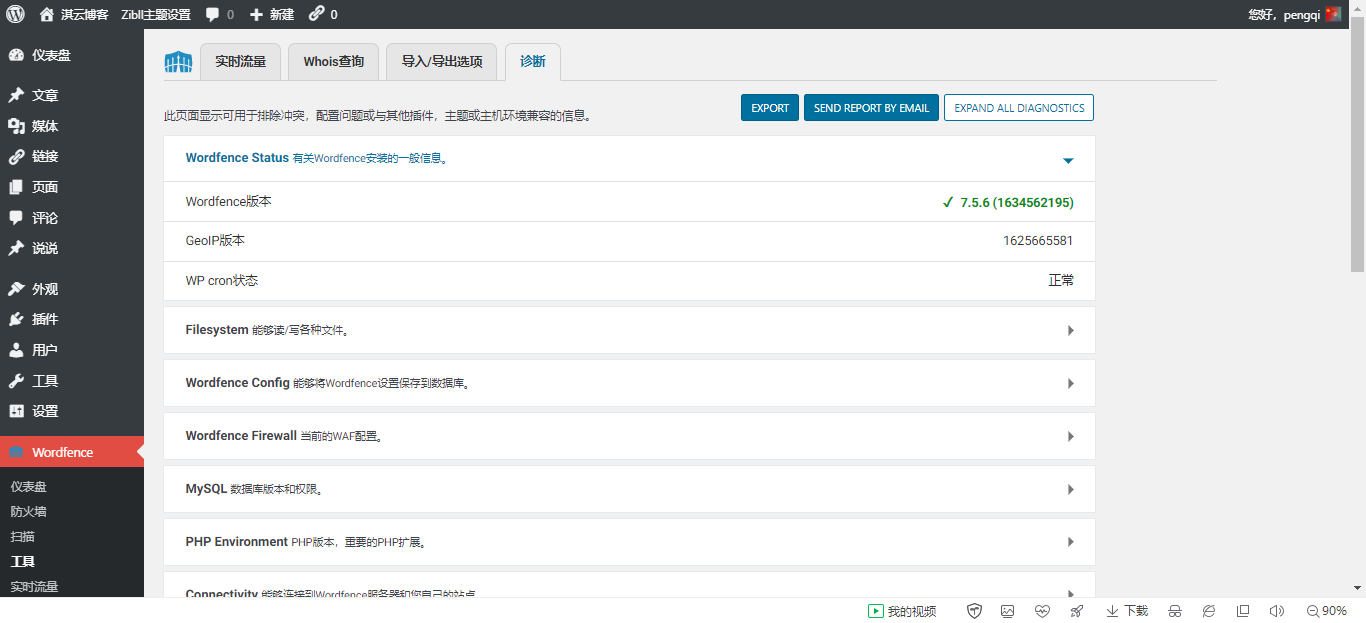 淇云博客 Zibll主题设置 0 新建 0 您好，pengqi
仪表盘
文章
媒体
链接
页面
评论
说说
外观
插件
用户
工具
设置
Wordfence
仪表盘
防火墙
扫描
工具
实时流量
实时流量 Whois查询 导入/导出选项 诊断
此页面显示可用于排除冲突，配置问题或与其他插件，主题或主机环境兼容的信息。
EXPORT SEND REPORT BY EMAIL EXPAND ALL DIAGNOSTICS
Wordfence Status 有关Wordfence安装的一般信息。
Wordfence版本 ✓ 7.5.6 (1634562195)
GeoIP版本 1625665581
WP cron状态 正常
Filesystem 能够读/写各种文件。
Wordfence Config 能够将Wordfence设置保存到数据库。
Wordfence Firewall 当前的WAF配置。
MySQL 数据库版本和权限。
PHP Environment PHP版本，重要的PHP扩展。
Connectivity 能够连接到Wordfence服务器和您自己的站点
我的视频 下载 90%